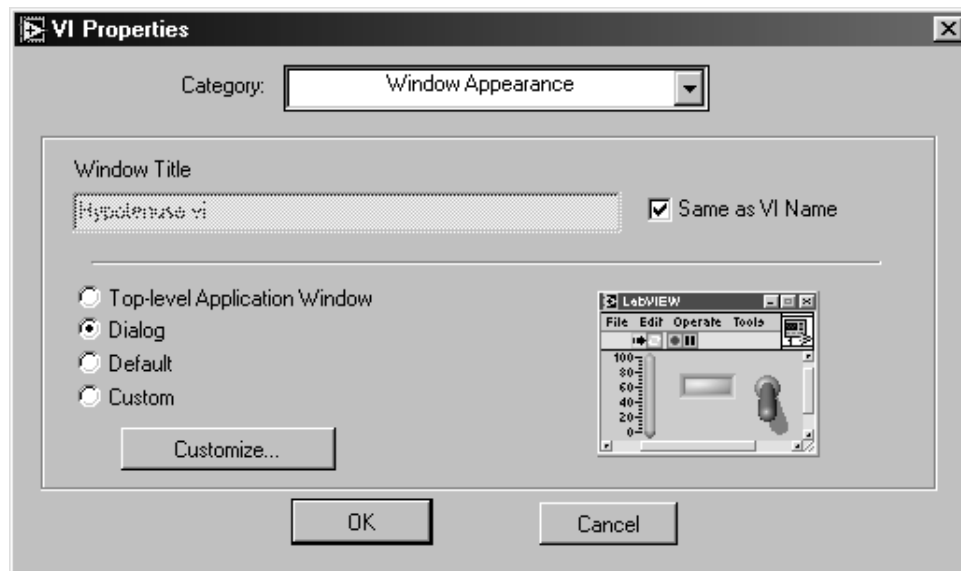 VI Properties
Category:
Window Appearance
Window Title
Hypotenuse.vi
Same as VI Name
Top-level Application Window
Dialog
Default
Custom
Customize...
LabVIEW
File Edit Operate Tools
100
80
60
40
20
0
OK
Cancel